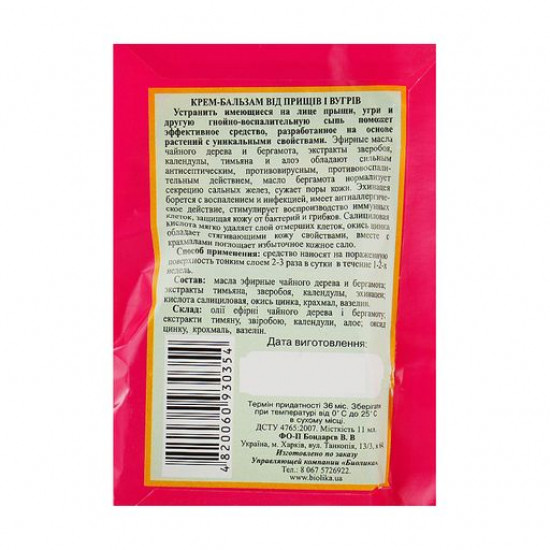 КРЕМ-БАЛЬЗАМ ВІД ПРИЩІВ І ВУГРІВ
Устранить имеющиеся на лице прыщи, угри и
другую гнойно-воспалительную сыпь поможет
эффективное средство, разработанное на основе
растений с уникальными свойствами. Эфирные масла
чайного дерева и бергамота, экстракты зверобоя,
календулы, тимьяна и алоэ обладают сильным
антисептическим, противовирусным, противовоспали-
тельным действием, масло бергамота нормализует
секрецию сальных желез, сужает поры кожи. Эхинацея
борется с воспалением и инфекцией, имеет антиаллергиче-
ское действие, стимулирует воспроизводство иммунных
клеток, защищая кожу от бактерий и грибков. Салициловая
кислота мягко удаляет слой отмерших клеток, окись цинка
обладает стягивающими кожу свойствами, вместе с
крахмалами поглощает избыточное кожное сало.
Способ применения: средство наносят на пораженную
поверхность тонким слоем 2-3 раза в сутки в течение 1-2-х
недель.
Состав: масла эфирные чайного дерева и бергамота;
экстракты тимьяна, зверобоя, календулы, эхинацеи;
кислота салициловая, окись цинка, крахмал, вазелин.
Склад: олії ефірні чайного дерева і бергамоту;
екстракти тимяну, звіробою, календули, алое; окись
цинку, крохмаль, вазелин.
Дата виготовлення:
4820060930354
Термін придатності 36 міс. Зберігати
при температурі від 0°С до 25°С
в сухому місці.
ДСТУ 4765:2007. Місткість 11 мл.
ФО-П Бондарєв В. В
Україна, м. Харків, вул. Танкопія, 13/3,
Изготовлено по заказу
Управляющей компании «Биолика»
Тел.: 8 067 5726922.
www.biolika.ua